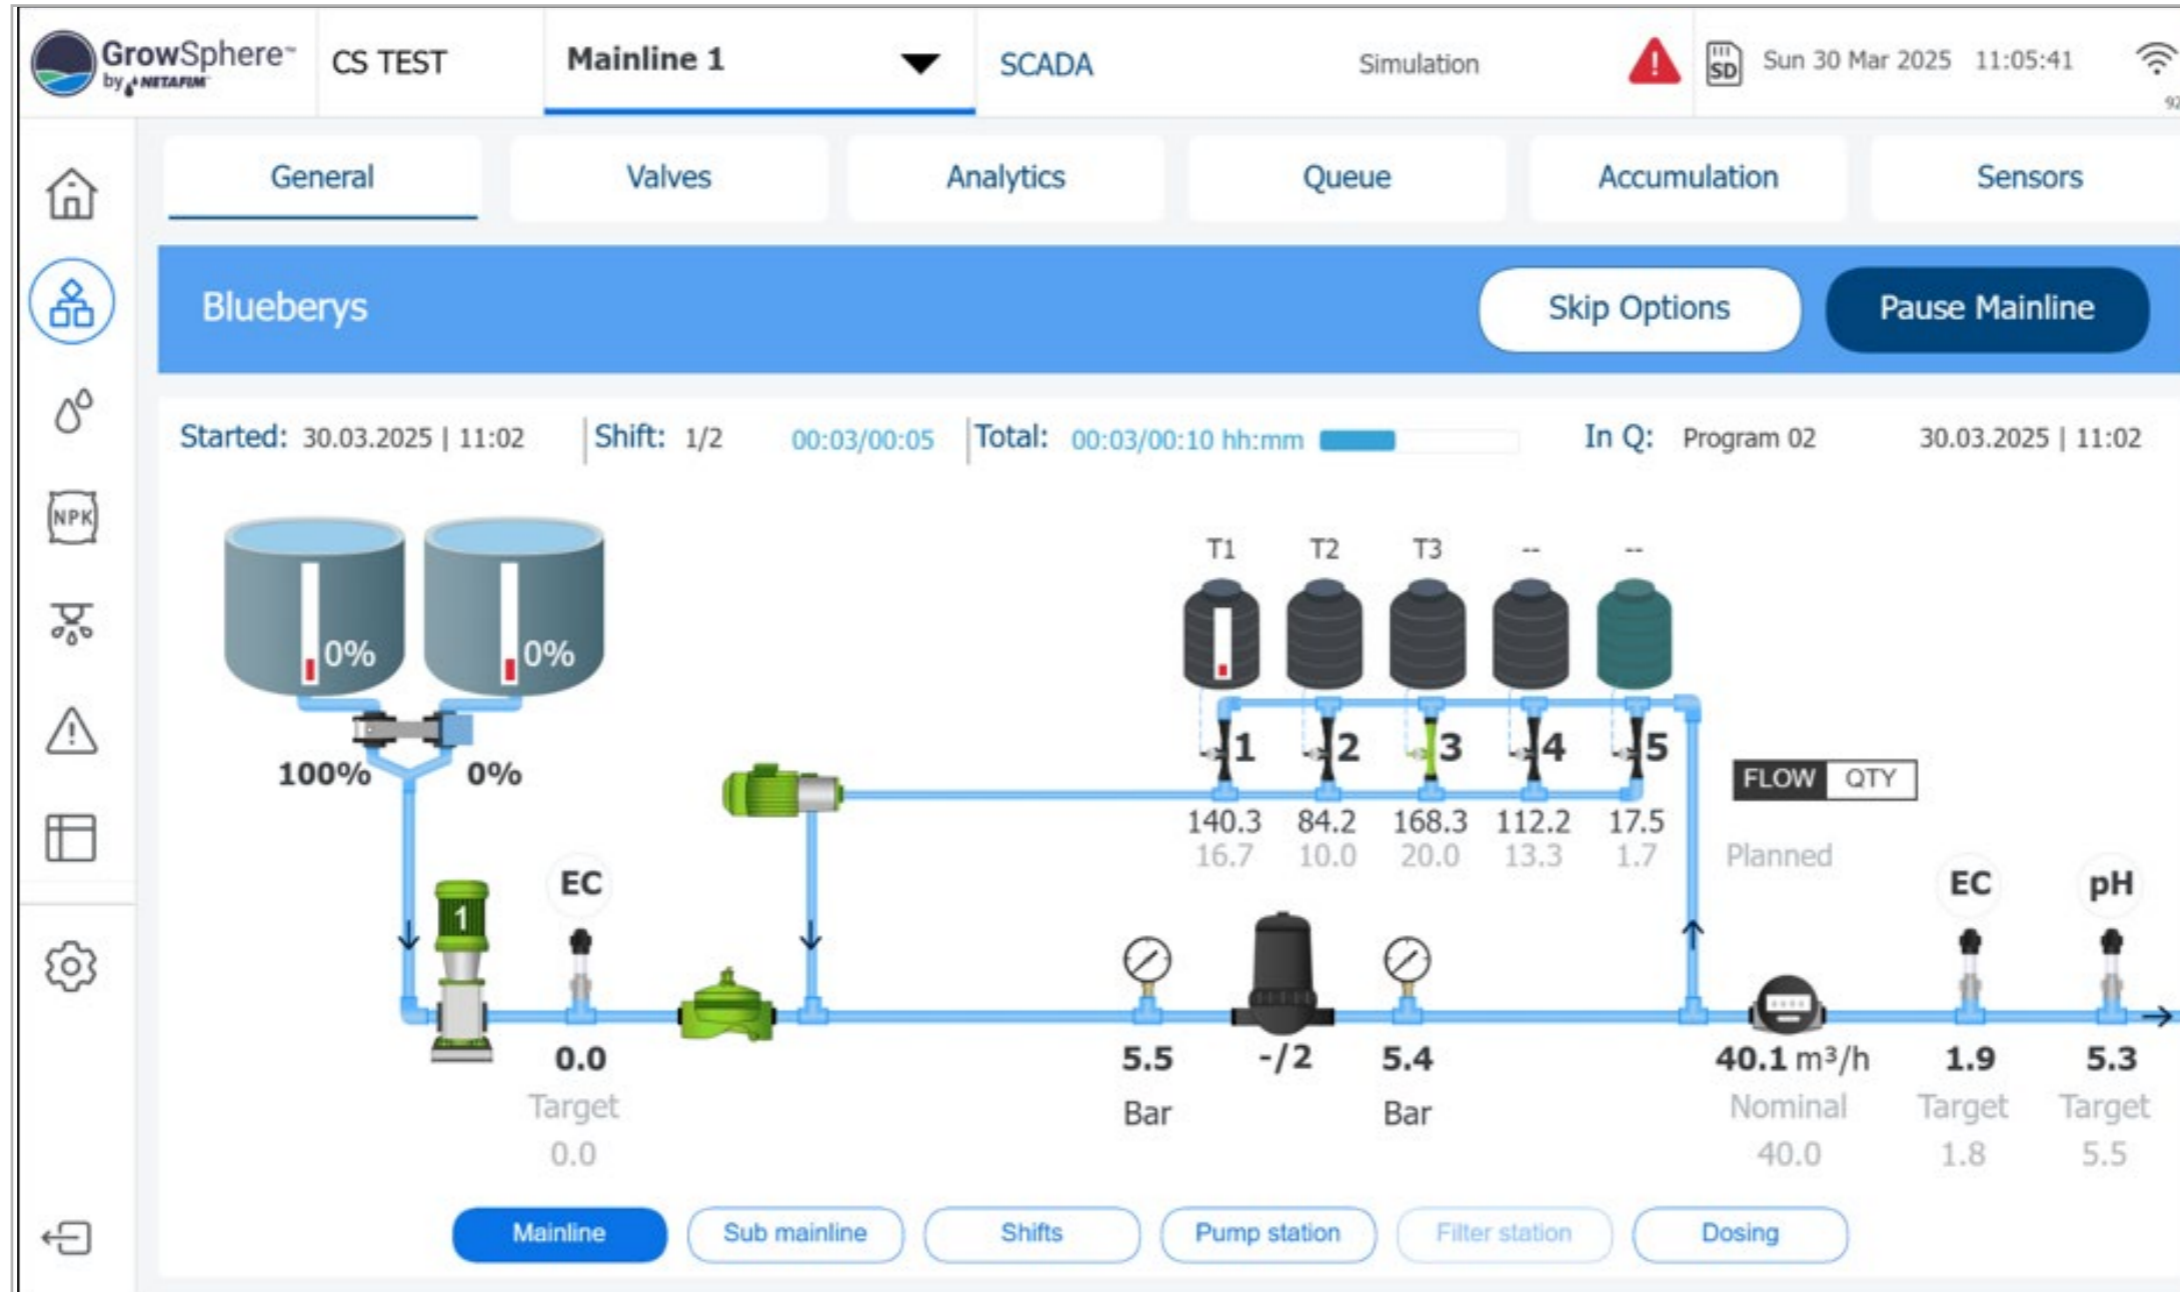 GrowSphere™
by NETAFIM™
CS TEST
Mainline 1
SCADA
Simulation
SD
Sun 30 Mar 2025 11:05:41
92
General
Valves
Analytics
Queue
Accumulation
Sensors
Blueberys
Skip Options
Pause Mainline
NPK
Started: 30.03.2025 | 11:02
Shift: 1/2 00:03/00:05
Total: 00:03/00:10 hh:mm
In Q: Program 02 30.03.2025 | 11:02
T1 T2 T3 -- --
0% 0%
100% 0%
1 2 3 4 5
FLOW QTY
140.3 84.2 168.3 112.2 17.5
16.7 10.0 20.0 13.3 1.7 Planned
1
EC
EC
pH
0.0
Target
0.0
5.5
Bar
-/2
5.4
Bar
40.1 m³/h
Nominal
40.0
1.9
Target
1.8
5.3
Target
5.5
Mainline
Sub mainline
Shifts
Pump station
Filter station
Dosing